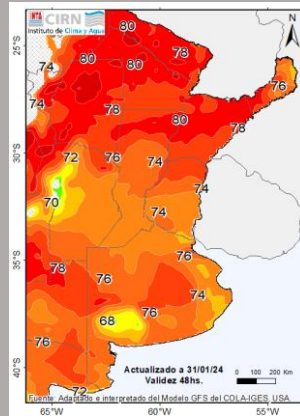 INTA CIRN
Instituto de Clima y Agua
25°S
30°S
35°S
40°S
65°W
60°W
55°W
N
80
78
74
80
80
76
74
78
80
78
72
76
74
70
74
74
76
78
76
74
68
76
76
72
Actualizado a 31/01/24
Validez 48hs.
0 100 200 Km
Fuente: Adaptado e interpretado del Modelo GFS del COLA-IGES, USA